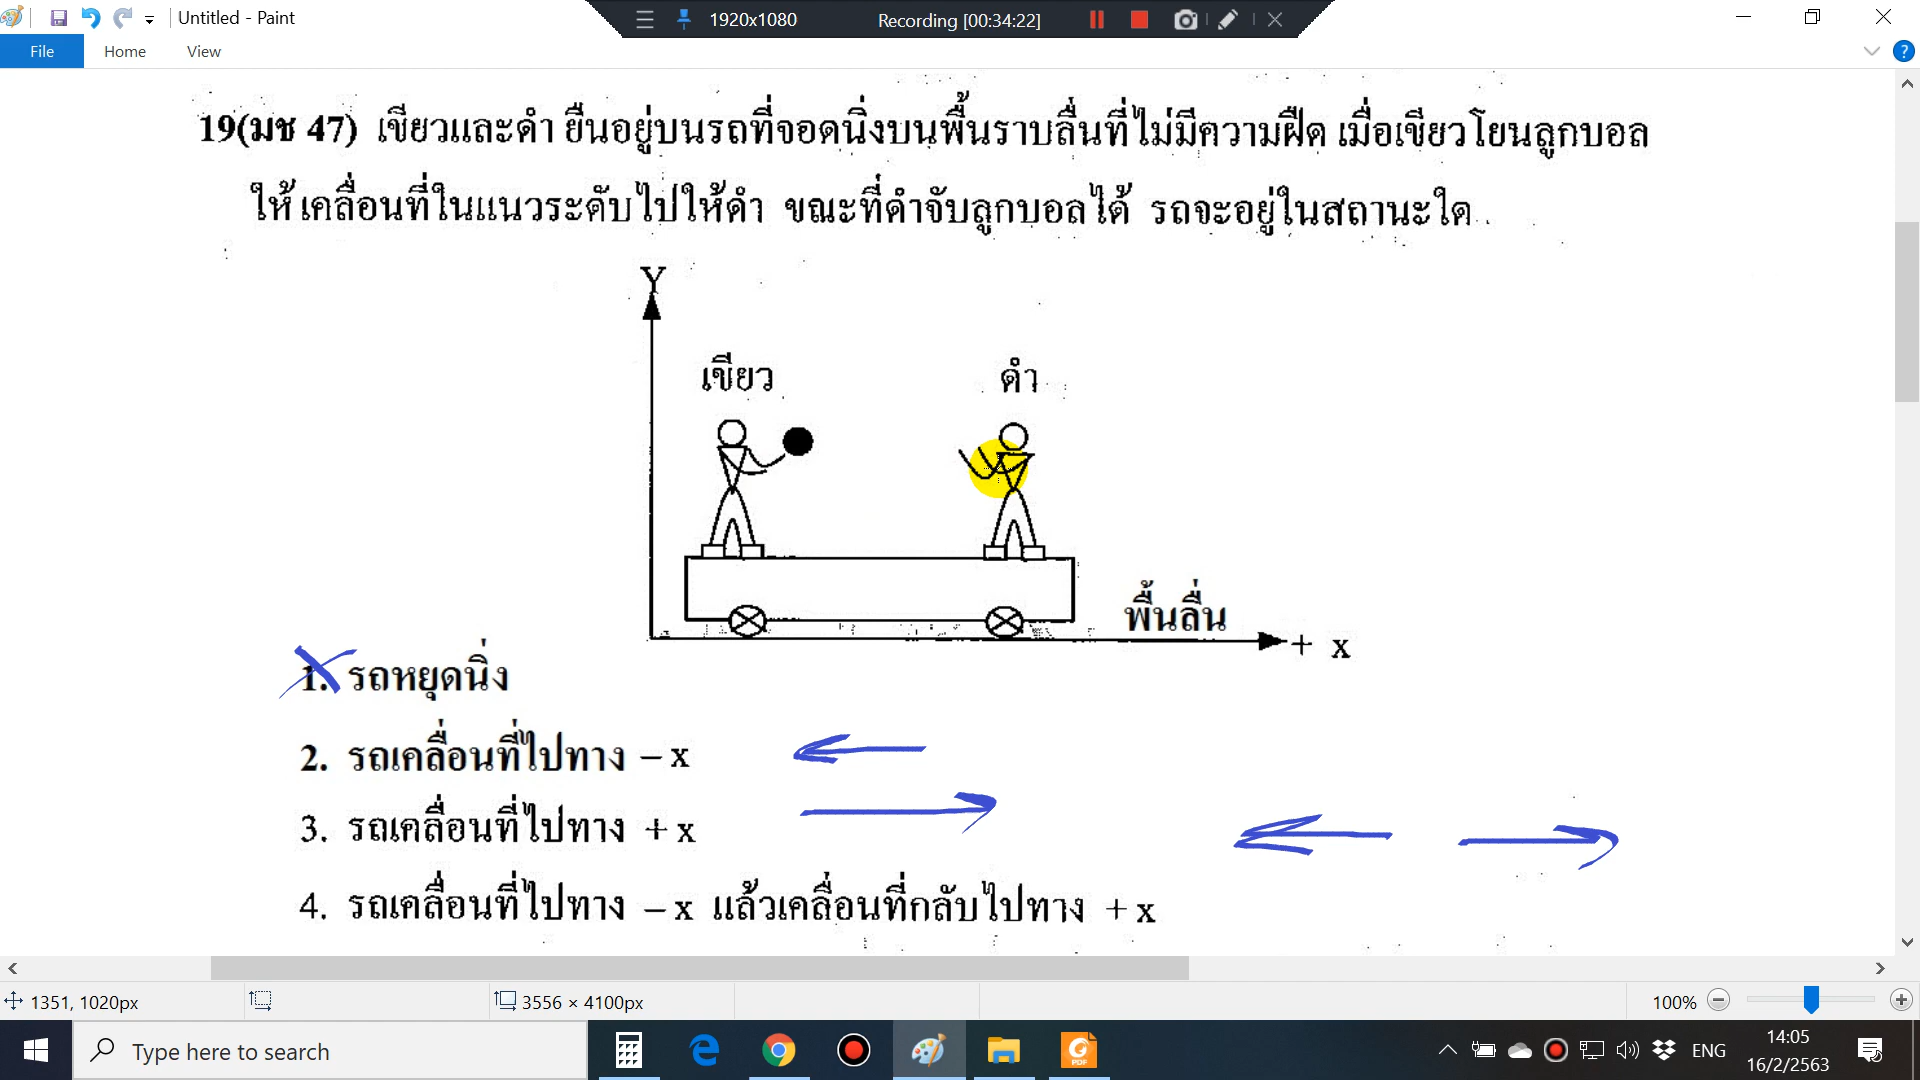 Untitled - Paint
1920x1080
Recording [00:34:22]
File
Home
View
19(มช 47) เขียวและดำ ยืนอยู่บนรถที่จอดนิ่งบนพื้นราบลื่นที่ไม่มีความฝืด เมื่อเขียวโยนลูกบอล
ให้เคลื่อนที่ในแนวระดับไปให้ดำ ขณะที่ดำจับลูกบอลได้ รถจะอยู่ในสถานะใด
Y
เขียว
ดำ
พื้นลื่น
+ x
1. รถหยุดนิ่ง
2. รถเคลื่อนที่ไปทาง – x
3. รถเคลื่อนที่ไปทาง + x
4. รถเคลื่อนที่ไปทาง – x แล้วเคลื่อนที่กลับไปทาง + x
1351, 1020px
3556 × 4100px
100%
Type here to search
ENG
14:05
16/2/2563